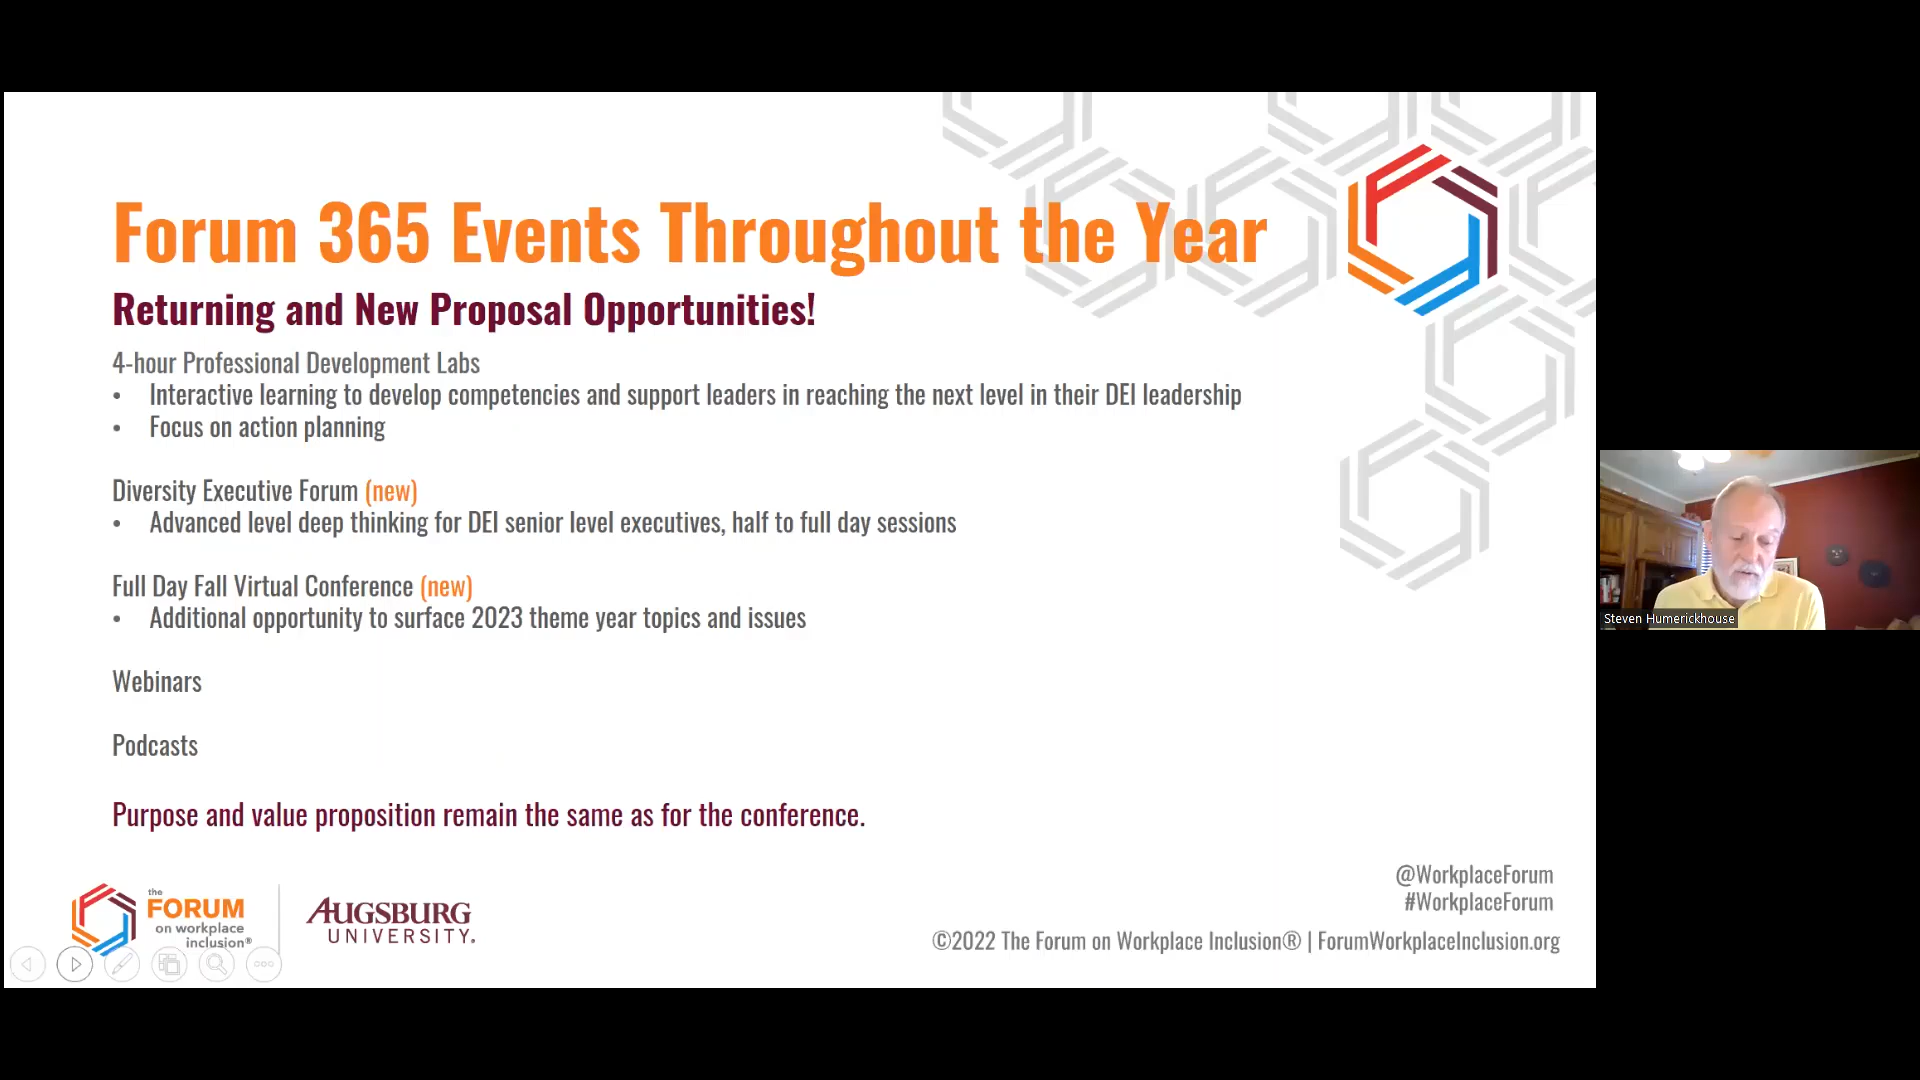 Forum 365 Events Throughout the Year
Returning and New Proposal Opportunities!
4-hour Professional Development Labs
• Interactive learning to develop competencies and support leaders in reaching the next level in their DEI leadership
• Focus on action planning
Diversity Executive Forum (new)
• Advanced level deep thinking for DEI senior level executives, half to full day sessions
Full Day Fall Virtual Conference (new)
• Additional opportunity to surface 2023 theme year topics and issues
Webinars
Podcasts
Purpose and value proposition remain the same as for the conference.
the
FORUM
on workplace
inclusion®
AUGSBURG
UNIVERSITY.
@WorkplaceForum
#WorkplaceForum
©2022 The Forum on Workplace Inclusion® | ForumWorkplaceInclusion.org
Steven Humerickhouse